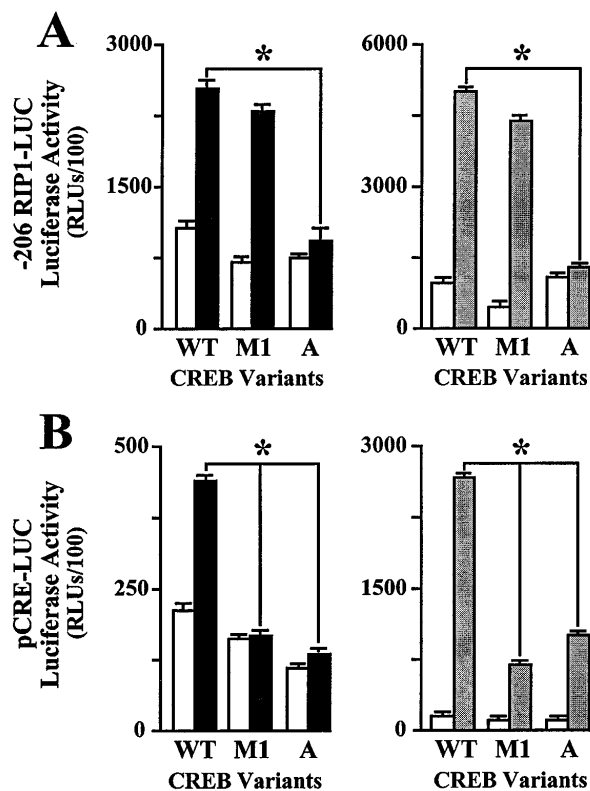 A
-206 RIP1-LUC
Luciferase Activity
(RLUs/100)
3000
1500
0
*
WT M1 A
CREB Variants
6000
3000
0
*
WT M1 A
CREB Variants
B
pCRE-LUC
Luciferase Activity
(RLUs/100)
500
250
0
*
WT M1 A
CREB Variants
3000
1500
0
*
WT M1 A
CREB Variants